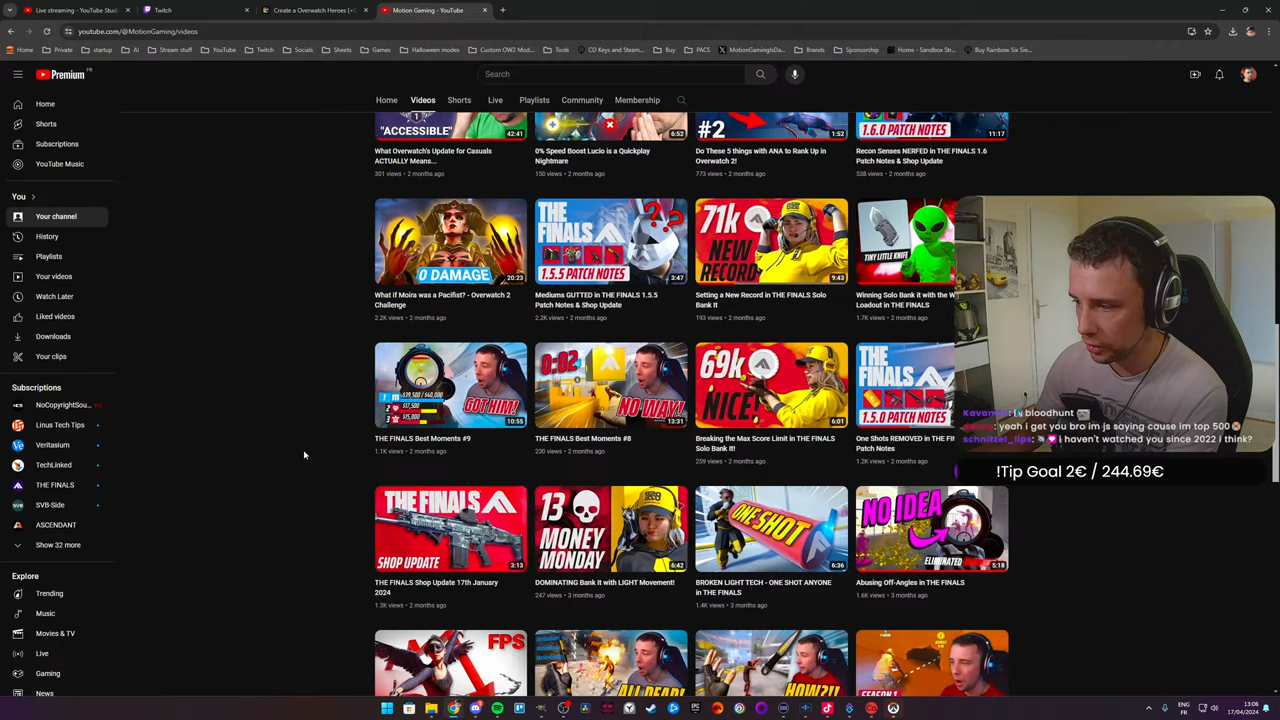 Live streaming - YouTube Stud
Twitch
Create a Overwatch Heroes (+
Motion Gaming - YouTube
youtube.com/@MotionGaming/videos
Home
Private
startup
AI
Stream stuff
YouTube
Twitch
Socials
Sheets
Games
Halloween modes
Custom OW2 Mod...
Tools
CD Keys and Steam...
Buy
PACS
MotionGamingIsDa...
Brands
Sponsorship
Home - Sandbox Str...
Buy Rainbow Six Sie...
Premium FR
Search
Home Videos Shorts Live Playlists Community Membership
Home
Shorts
Subscriptions
YouTube Music
You
Your channel
History
Playlists
Your videos
Watch Later
Liked videos
Downloads
Your clips
Subscriptions
NoCopyrightSou...
Linus Tech Tips
Veritasium
TechLinked
THE FINALS
SVB-Side
ASCENDANT
Show 32 more
Explore
Trending
Music
Movies & TV
Live
Gaming
News
"ACCESSIBLE"
42:41
What Overwatch's Update for Casuals
ACTUALLY Means...
301 views • 2 months ago
6:52
0% Speed Boost Lucio is a Quickplay
Nightmare
150 views • 2 months ago
#2
1:52
Do These 5 things with ANA to Rank Up in
Overwatch 2!
773 views • 2 months ago
1.6.0 PATCH NOTES
11:17
Recon Senses NERFED in THE FINALS 1.6
Patch Notes & Shop Update
538 views • 2 months ago
0 DAMAGE
20:23
What if Moira was a Pacifist? - Overwatch 2
Challenge
2.2K views • 2 months ago
THE
FINALS
??
1.5.5 PATCH NOTES
3:47
Mediums GUTTED in THE FINALS 1.5.5
Patch Notes & Shop Update
2.2K views • 2 months ago
71k
NEW
RECORD
9:43
Setting a New Record in THE FINALS Solo
Bank It
193 views • 2 months ago
TINY LITTLE KNIFE
Winning Solo Bank it with the W
Loadout in THE FINALS
1.7K views • 2 months ago
$39,500 / $40,000
$17,500
$15,000
GOT HIM!
10:55
THE FINALS Best Moments #9
1.1K views • 2 months ago
0:02
NO WAY!
13:31
THE FINALS Best Moments #8
230 views • 2 months ago
69k
NICE!
6:01
Breaking the Max Score Limit in THE FINALS
Solo Bank It!
259 views • 2 months ago
THE
FINALS
1.5.0 PATCH NOTES
One Shots REMOVED in THE FIN
Patch Notes
1.2K views • 2 months ago
THE FINALS
SHOP UPDATE
3:13
THE FINALS Shop Update 17th January
2024
1.3K views • 2 months ago
13
MONEY
MONDAY
6:42
DOMINATING Bank It with LIGHT Movement!
247 views • 3 months ago
ONE SHOT
6:36
BROKEN LIGHT TECH - ONE SHOT ANYONE
in THE FINALS
1.4K views • 3 months ago
NO IDEA
ELIMINATED
5:18
Abusing Off-Angles in THE FINALS
1.6K views • 3 months ago
FPS
ALL DEAD!
HOW?!!
SEASON 1
: bloodhunt
: yeah i get you bro im js saying cause im top 500
schnitzel_lips: i haven't watched you since 2022 i think?
!Tip Goal 2€ / 244.69€
ENG
FR
13:06
17/04/2024